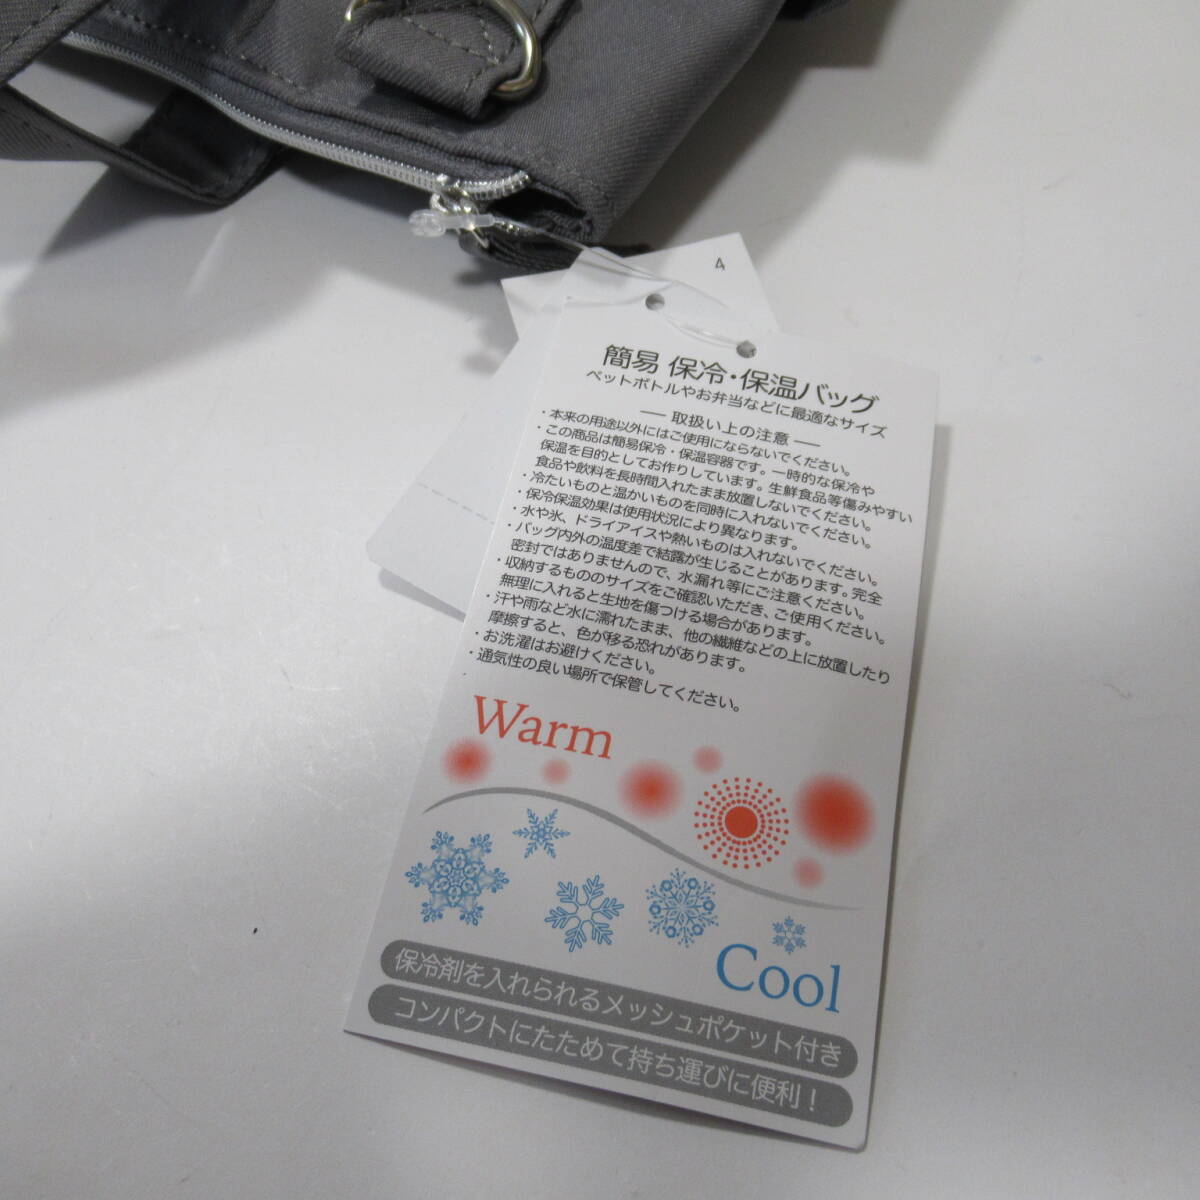 4
簡易 保冷・保温バッグ
ペットボトルやお弁当などに最適なサイズ
― 取扱い上の注意 ―
・本来の用途以外にはご使用にならないでください。
・この商品は簡易保冷・保温容器です。一時的な保冷や
保温を目的としてお作りしています。生鮮食品等傷みやすい
食品や飲料を長時間入れたまま放置しないでください。
・冷たいものと温かいものを同時に入れないでください。
・保冷保温効果は使用状況により異なります。
・水や氷、ドライアイスや熱いものは入れないでください。
・バッグ内外の温度差で結露が生じることがあります。完全
密封ではありませんので、水漏れ等にご注意ください。
・収納するもののサイズをご確認いただき、ご使用ください。
無理に入れると生地を傷つける場合があります。
・汗や雨など水に濡れたまま、他の繊維などの上に放置したり
摩擦すると、色が移る恐れがあります。
・お洗濯はお避けください。
・通気性の良い場所で保管してください。
Warm
Cool
保冷剤を入れられるメッシュポケット付き
コンパクトにたためて持ち運びに便利！